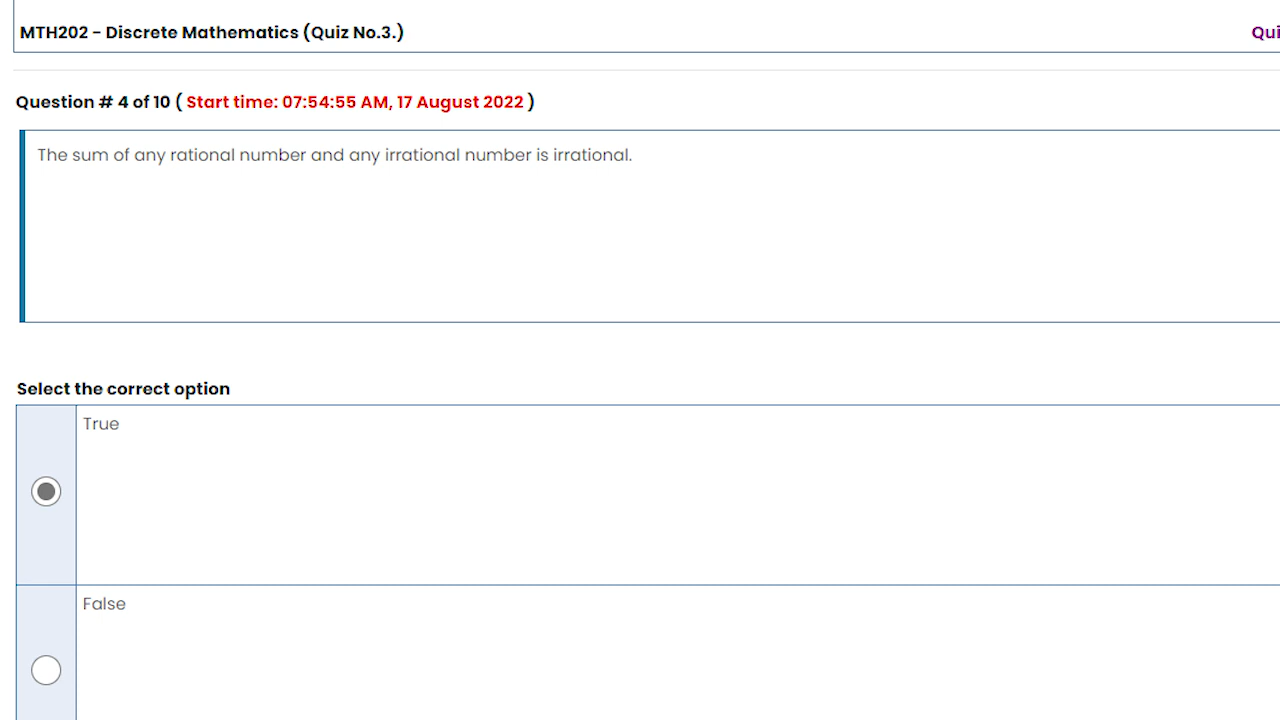 MTH202 - Discrete Mathematics (Quiz No.3.)
Qui
Question # 4 of 10 ( Start time: 07:54:55 AM, 17 August 2022 )
The sum of any rational number and any irrational number is irrational.
Select the correct option
True
False